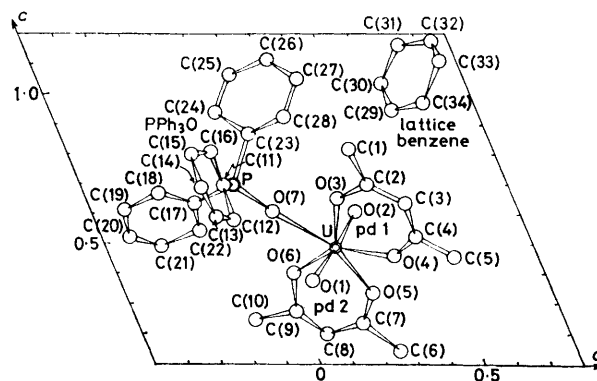 c
C(31)
C(32)
C(26)
C(33)
C(25)
C(27)
1.0
C(30)
C(24)
C(29)
C(34)
C(28)
lattice
benzene
PPh₃O
C(23)
C(16)
C(15)
C(11)
C(1)
C(14)
P
C(2)
C(18)
O(3)
C(3)
C(19)
O(7)
O(2)
C(17)
C(12)
pd 1
C(4)
C(20)
C(13)
U
0.5
C(22)
C(21)
O(6)
O(4)
C(5)
O(1)
O(5)
C(10)
pd 2
C(7)
C(9)
C(8)
C(6)
0
0.5